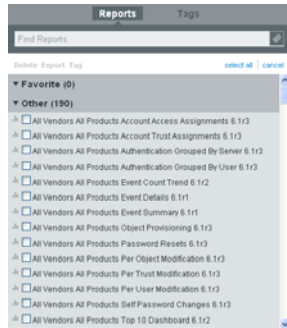 Reports Tags
Find Reports
Delete Export Tag select all cancel
Favorite (0)
Other (190)
All Vendors All Products Account Access Assignments 6.1r3
All Vendors All Products Account Trust Assignments 6.1r3
All Vendors All Products Authentication Grouped By Server 6.1r3
All Vendors All Products Authentication Grouped By User 6.1r3
All Vendors All Products Event Count Trend 6.1r2
All Vendors All Products Event Details 6.1r1
All Vendors All Products Event Summary 6.1r1
All Vendors All Products Object Provisioning 6.1r3
All Vendors All Products Password Resets 6.1r3
All Vendors All Products Per Object Modification 6.1r3
All Vendors All Products Per Trust Modification 6.1r3
All Vendors All Products Per User Modification 6.1r3
All Vendors All Products Self Password Changes 6.1r3
All Vendors All Products Top 10 Dashboard 6.1r2